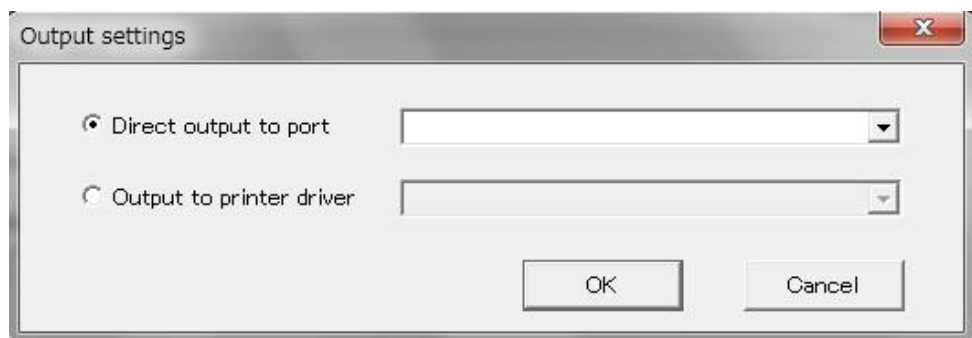 Output settings
Direct output to port
Output to printer driver
OK
Cancel